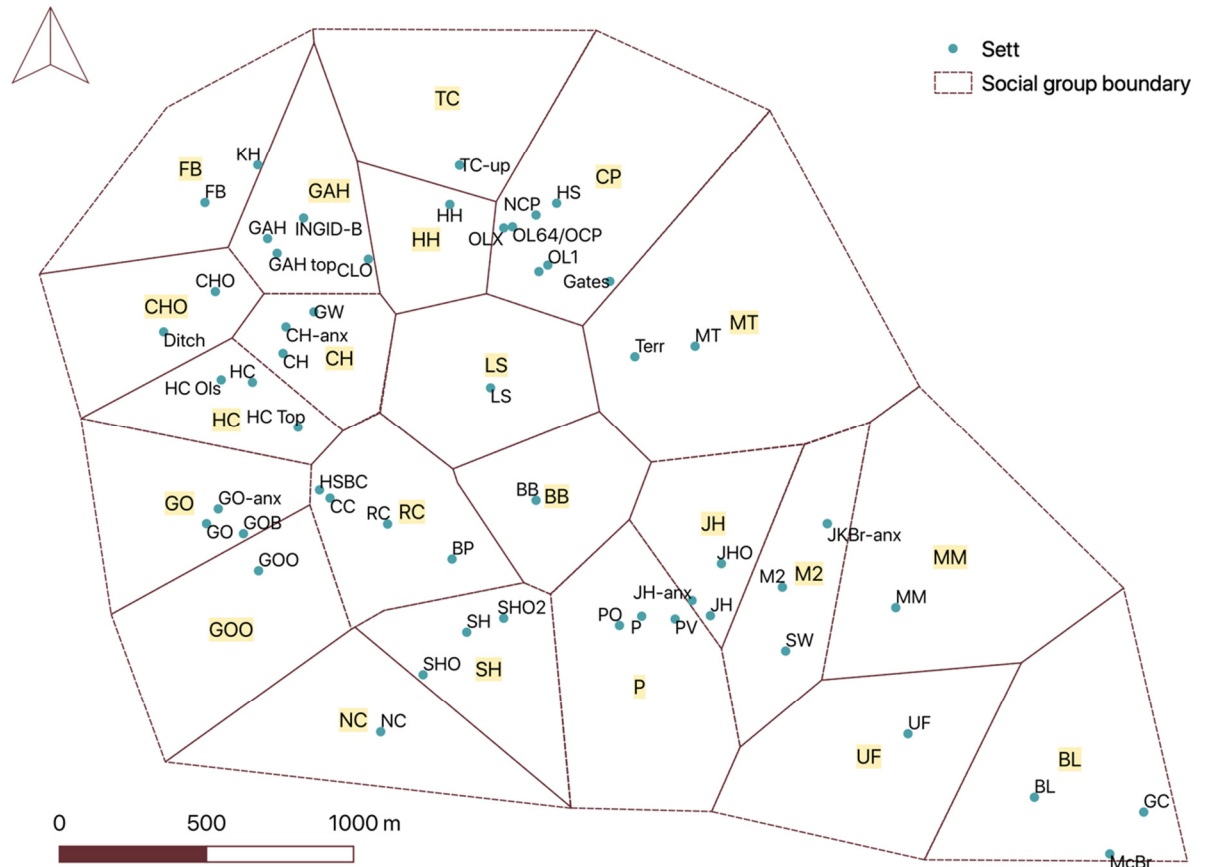 Sett
Social group boundary
TC
KH
TC-up
FB
CP
FB
GAH
HS
NCP
HH
GAH
INGID-B
HH
OLX
OL64/OCP
GAH top
CLO
OL1
CHO
Gates
CHO
GW
MT
Ditch
CH-anx
MT
Terr
CH
CH
LS
HC
HC Ols
LS
HC
HC Top
HSBC
BB
BB
GO
GO-anx
CC
RC
RC
GO
GOB
JH
JKBr-anx
BP
JHO
MM
GOO
M2
M2
JH-anx
MM
SHO2
PO
JH
GOO
SH
P
PV
SW
SHO
SH
P
NC
NC
UF
UF
BL
BL
GC
0
500
1000 m
McBr